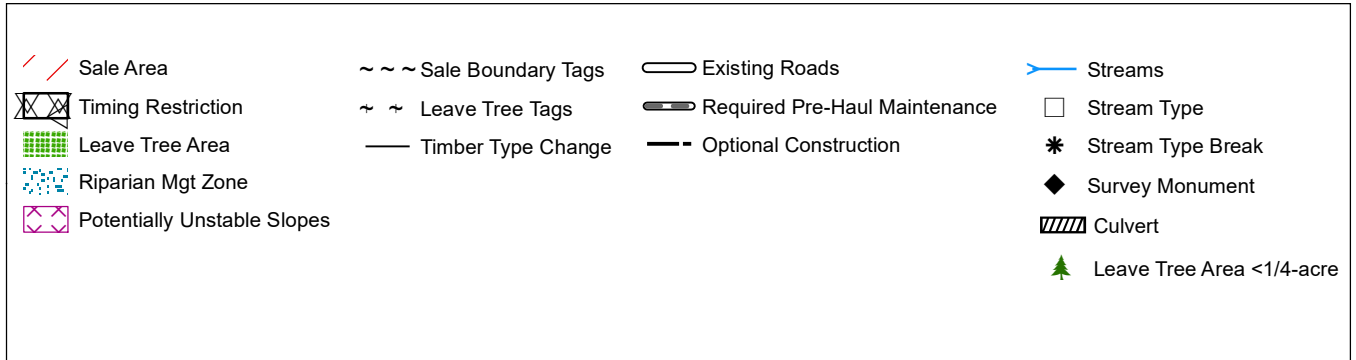 Sale Area
Timing Restriction
Leave Tree Area
Riparian Mgt Zone
Potentially Unstable Slopes
Sale Boundary Tags
Leave Tree Tags
Timber Type Change
Existing Roads
Required Pre-Haul Maintenance
Optional Construction
Streams
Stream Type
Stream Type Break
Survey Monument
Culvert
Leave Tree Area <1/4-acre